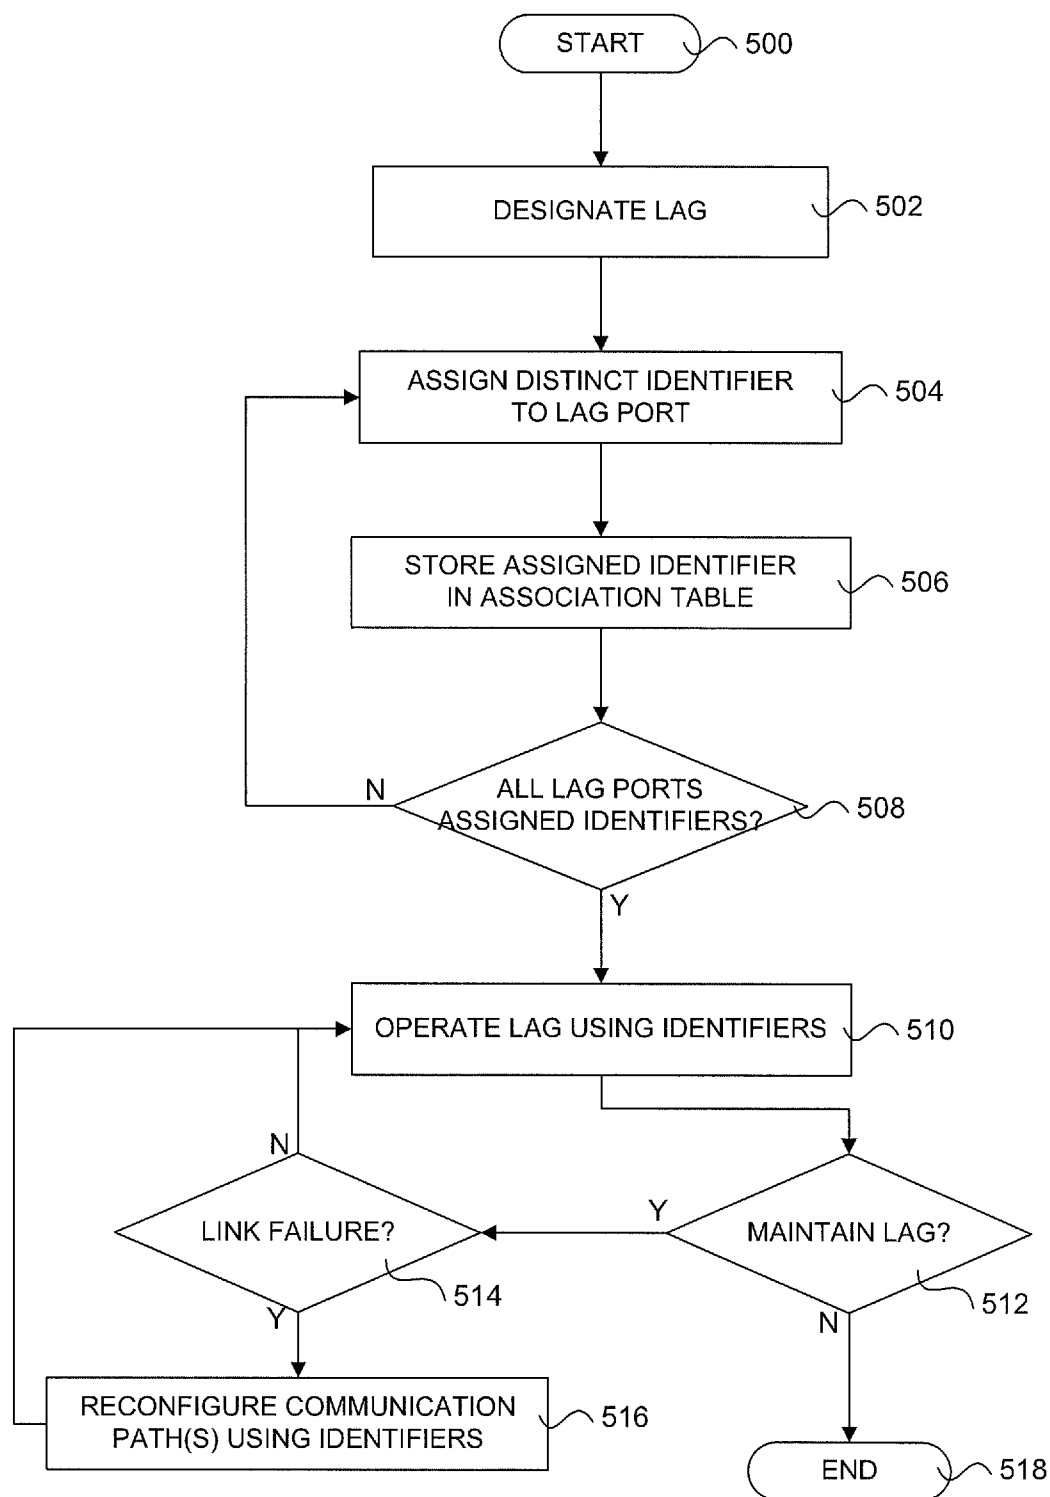 START
500
DESIGNATE LAG
502
ASSIGN DISTINCT IDENTIFIER
TO LAG PORT
504
STORE ASSIGNED IDENTIFIER
IN ASSOCIATION TABLE
506
N
ALL LAG PORTS
ASSIGNED IDENTIFIERS?
508
Y
OPERATE LAG USING IDENTIFIERS
510
N
LINK FAILURE?
514
Y
Y
MAINTAIN LAG?
512
N
RECONFIGURE COMMUNICATION
PATH(S) USING IDENTIFIERS
516
END
518